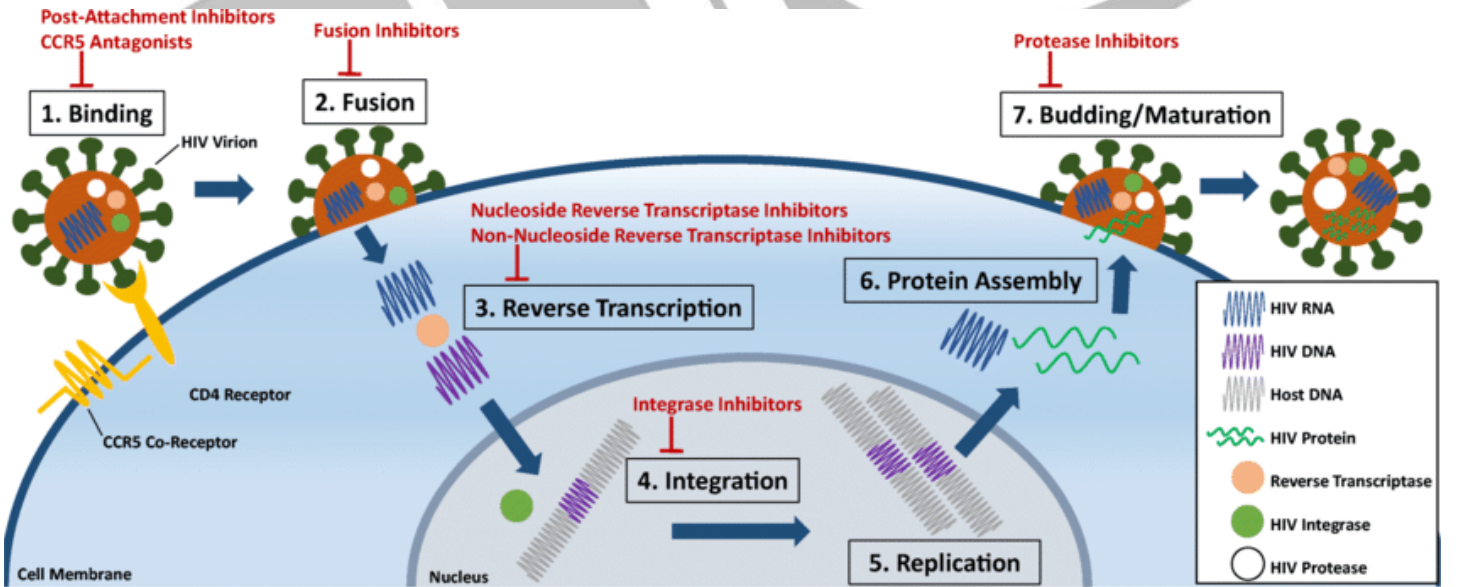 Post-Attachment Inhibitors
CCR5 Antagonists
1. Binding
HIV Virion
Fusion Inhibitors
2. Fusion
Nucleoside Reverse Transcriptase Inhibitors
Non-Nucleoside Reverse Transcriptase Inhibitors
3. Reverse Transcription
CD4 Receptor
CCR5 Co-Receptor
Cell Membrane
Integrase Inhibitors
4. Integration
Nucleus
5. Replication
6. Protein Assembly
Protease Inhibitors
7. Budding/Maturation
HIV RNA
HIV DNA
Host DNA
HIV Protein
Reverse Transcriptase
HIV Integrase
HIV Protease